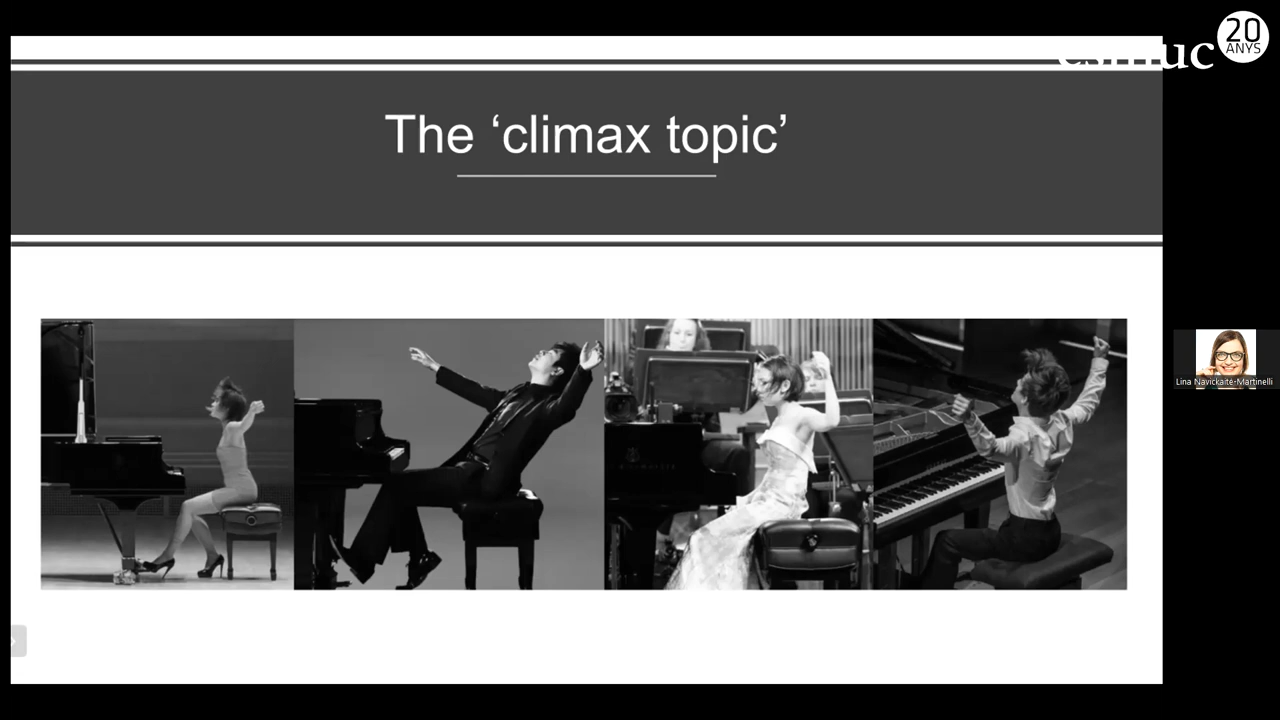 The ‘climax topic’
20
ANYS
esmuc
Lina Navickaitė-Martinelli